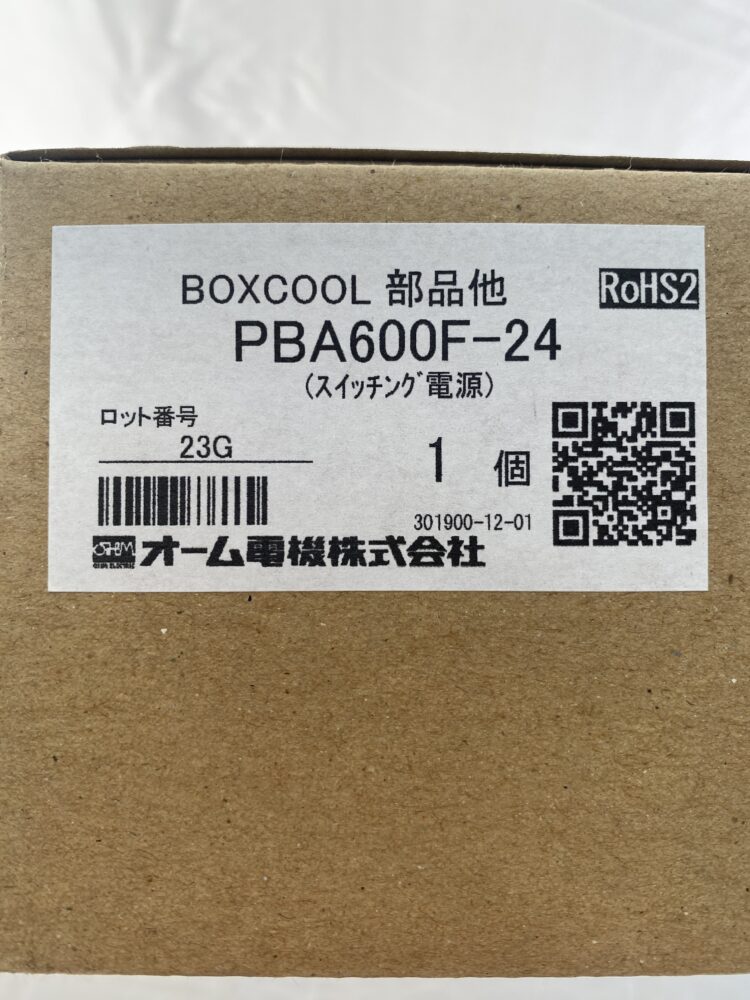 BOXCOOL 部品他
RoHS2
PBA600F-24
(スイッチング電源)
ロット番号
23G
1 個
301900-12-01
OHM オーム電機株式会社